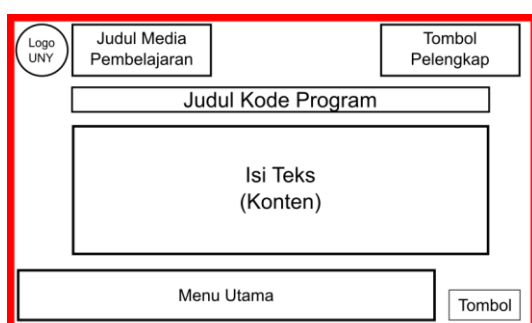 Logo
UNY
Judul Media
Pembelajaran
Tombol
Pelengkap
Judul Kode Program
Isi Teks
(Konten)
Menu Utama
Tombol